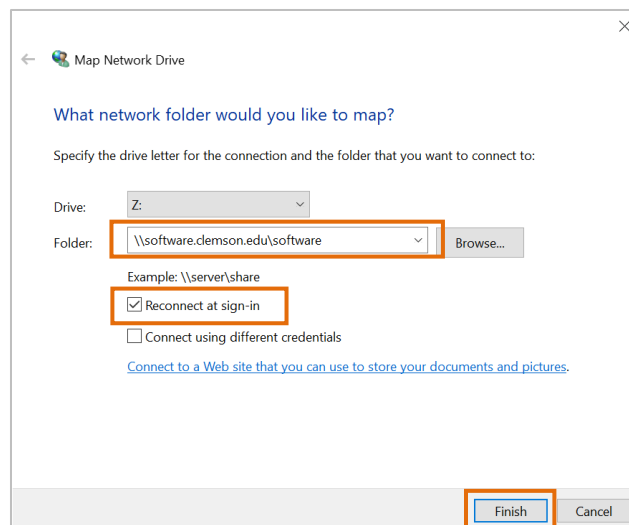 Map Network Drive
What network folder would you like to map?
Specify the drive letter for the connection and the folder that you want to connect to:
Drive: Z:
Folder: \\software.clemson.edu\software Browse...
Example: \\server\share
Reconnect at sign-in
Connect using different credentials
Connect to a Web site that you can use to store your documents and pictures.
Finish Cancel